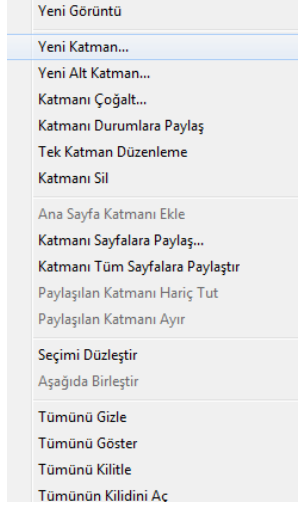 Yeni Görüntü
Yeni Katman...
Yeni Alt Katman...
Katmanı Çoğalt...
Katmanı Durumlara Paylaş
Tek Katman Düzenleme
Katmanı Sil
Ana Sayfa Katmanı Ekle
Katmanı Sayfalara Paylaş...
Katmanı Tüm Sayfalara Paylaştır
Paylaşılan Katmanı Hariç Tut
Paylaşılan Katmanı Ayır
Seçimi Düzleştir
Aşağıda Birleştir
Tümünü Gizle
Tümünü Göster
Tümünü Kilitle
Tümünün Kilidini Aç